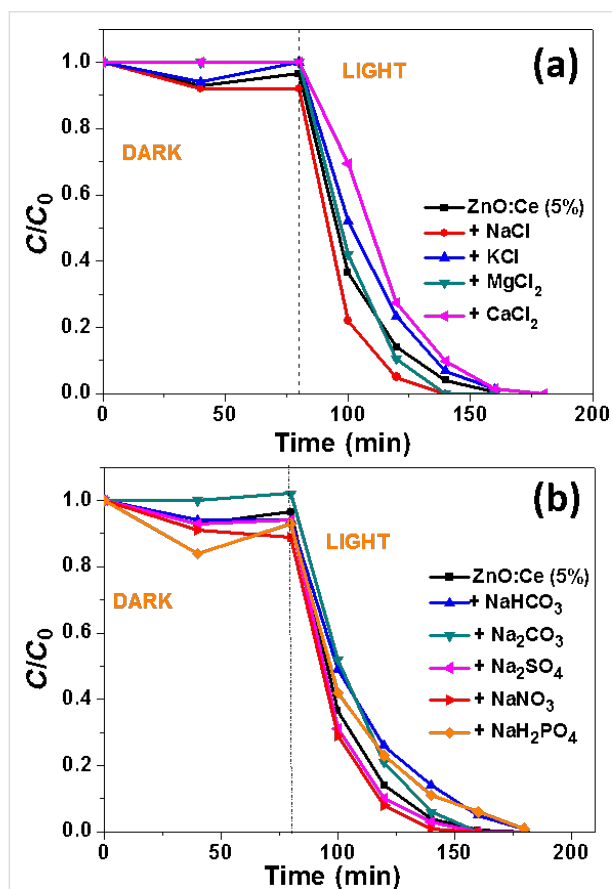 (a)
LIGHT
DARK
ZnO:Ce (5%)
+ NaCl
+ KCl
+ MgCl₂
+ CaCl₂
C/C₀
1.0
0.8
0.6
0.4
0.2
0.0
0 50 100 150 200
Time (min)
(b)
LIGHT
DARK
ZnO:Ce (5%)
+ NaHCO₃
+ Na₂CO₃
+ Na₂SO₄
+ NaNO₃
+ NaH₂PO₄
C/C₀
1.0
0.8
0.6
0.4
0.2
0.0
0 50 100 150 200
Time (min)